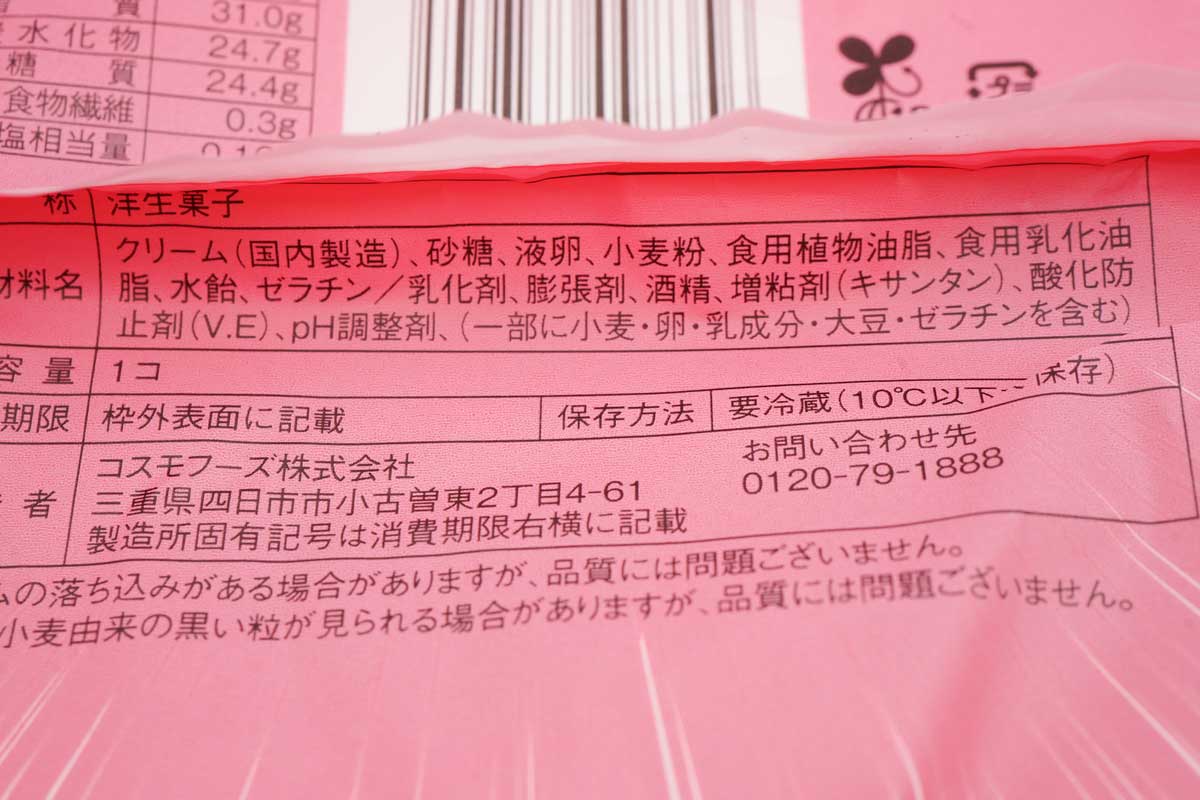 質 31.0g
水化物 24.7g
糖 質 24.4g
食物繊維 0.3g
塩相当量
称 洋生菓子
材料名 クリーム(国内製造)、砂糖、液卵、小麦粉、食用植物油脂、食用乳化油
脂、水飴、ゼラチン/乳化剤、膨張剤、酒精、増粘剤(キサンタン)、酸化防
止剤(V.E)、pH調整剤、(一部に小麦・卵・乳成分・大豆・ゼラチンを含む)
容量 1コ
期限 枠外表面に記載 保存方法 要冷蔵(10℃以下 保存)
コスモフーズ株式会社 お問い合わせ先
者 三重県四日市市小古曽東2丁目4-61 0120-79-1888
製造所固有記号は消費期限右横に記載
ムの落ち込みがある場合がありますが、品質には問題ございません。
小麦由来の黒い粒が見られる場合がありますが、品質には問題ございません。